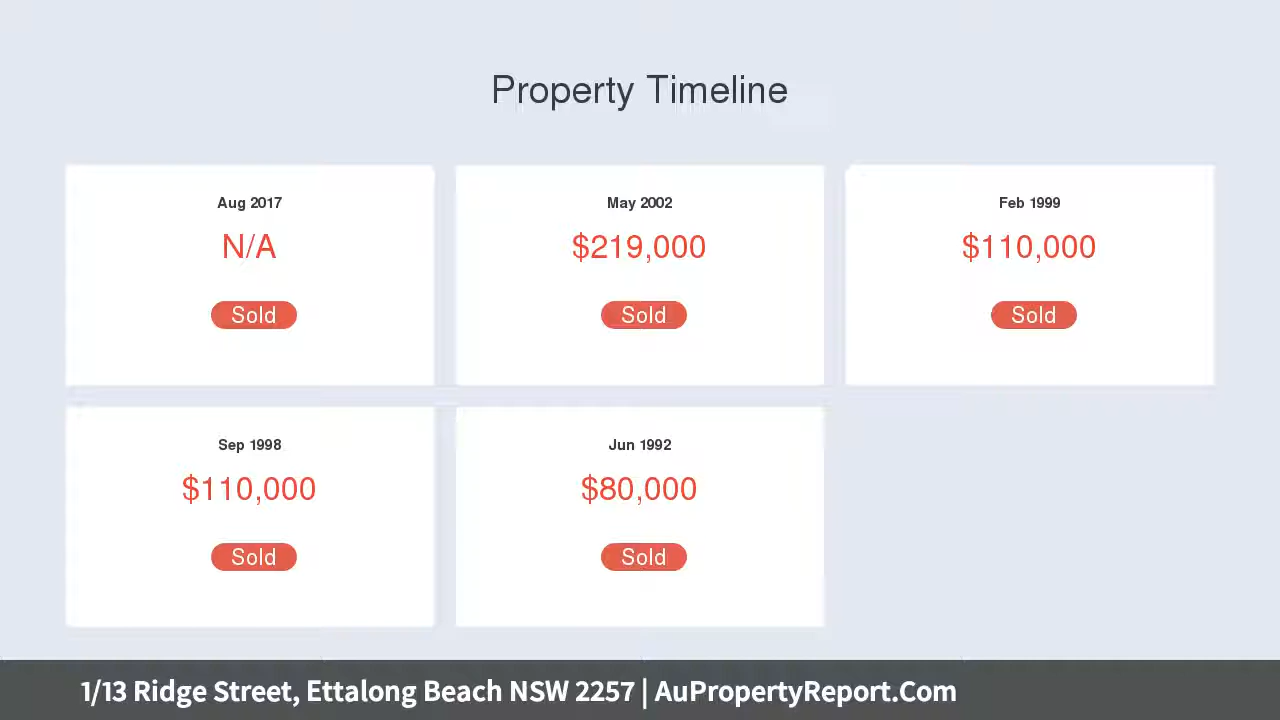 Property Timeline
Aug 2017
N/A
Sold
May 2002
$219,000
Sold
Feb 1999
$110,000
Sold
Sep 1998
$110,000
Sold
Jun 1992
$80,000
Sold
1/13 Ridge Street, Ettalong Beach NSW 2257 | AuPropertyReport.Com